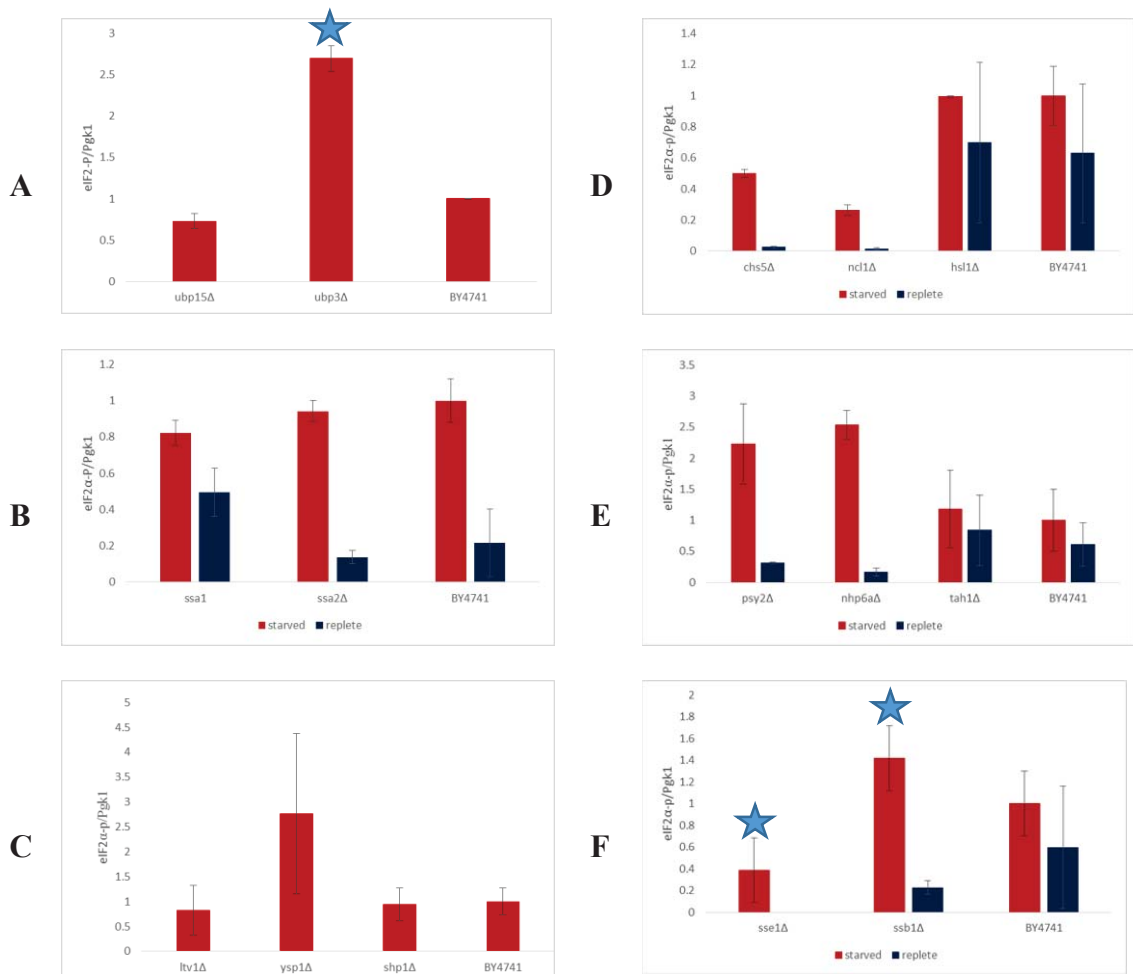 A
eIF2-P/Pgk1
3
2.5
2
1.5
1
0.5
0
ubp15Δ ubp3Δ BY4741
B
eIF2α-P/Pgk1
1.2
1
0.8
0.6
0.4
0.2
0
ssa1 ssa2Δ BY4741
starved replete
C
eIF2α-p/Pgk1
5
4.5
4
3.5
3
2.5
2
1.5
1
0.5
0
ltv1Δ ysp1Δ shp1Δ BY4741
D
eIF2α-p/Pgk1
1.4
1.2
1
0.8
0.6
0.4
0.2
0
chs5Δ ncl1Δ hsl1Δ BY4741
starved replete
E
eIF2α-p/Pgk1
3.5
3
2.5
2
1.5
1
0.5
0
psy2Δ nhp6aΔ tah1Δ BY4741
starved replete
F
eIF2α-p/Pgk1
2
1.8
1.6
1.4
1.2
1
0.8
0.6
0.4
0.2
0
sse1Δ ssb1Δ BY4741
starved replete